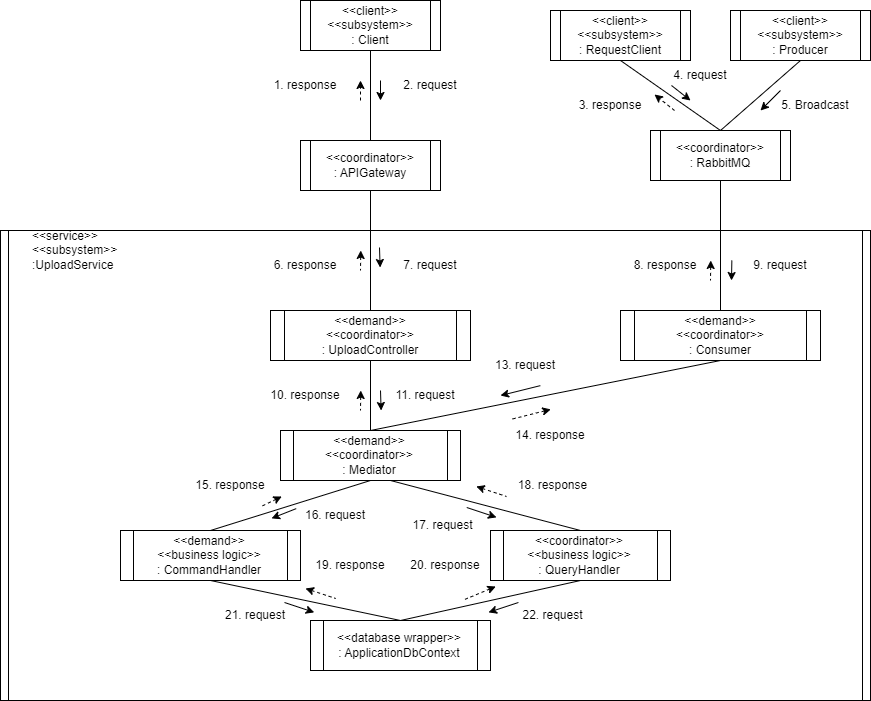 <<client>>
<<subsystem>>
: Client
<<client>>
<<subsystem>>
: RequestClient
<<client>>
<<subsystem>>
: Producer
1. response
2. request
4. request
3. response
5. Broadcast
<<coordinator>>
: APIGateway
<<coordinator>>
: RabbitMQ
<<service>>
<<subsystem>>
:UploadService
6. response
7. request
8. response
9. request
<<demand>>
<<coordinator>>
: UploadController
<<demand>>
<<coordinator>>
: Consumer
13. request
10. response
11. request
14. response
<<demand>>
<<coordinator>>
: Mediator
15. response
18. response
16. request
17. request
<<demand>>
<<business logic>>
: CommandHandler
<<coordinator>>
<<business logic>>
: QueryHandler
19. response
20. response
21. request
22. request
<<database wrapper>>
: ApplicationDbContext